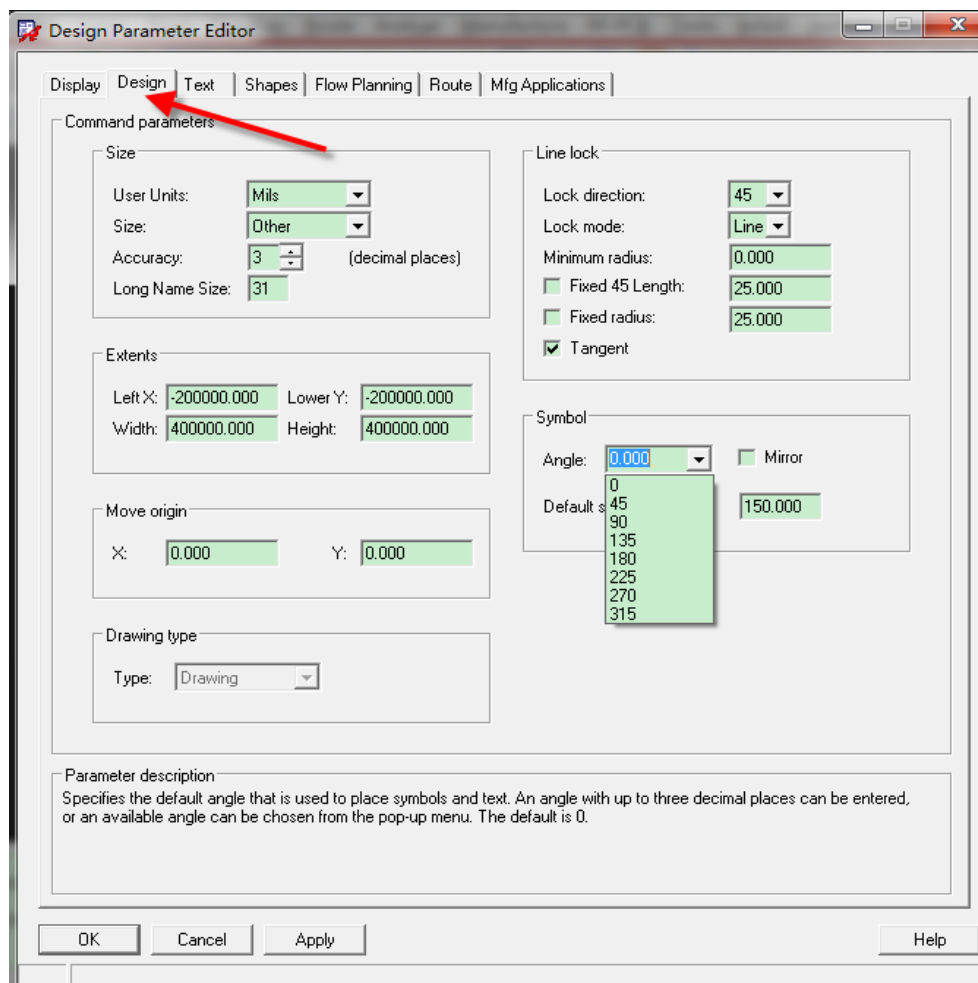 Design Parameter Editor
Display Design Text Shapes Flow Planning Route Mfg Applications
Command parameters
Size
User Units: Mils
Size: Other
Accuracy: 3 (decimal places)
Long Name Size: 31
Extents
Left X: -200000.000 Lower Y: -200000.000
Width: 400000.000 Height: 400000.000
Move origin
X: 0.000 Y: 0.000
Drawing type
Type: Drawing
Line lock
Lock direction: 45
Lock mode: Line
Minimum radius: 0.000
Fixed 45 Length: 25.000
Fixed radius: 25.000
Tangent
Symbol
Angle: 0.000 Mirror
Default s 150.000
0
45
90
135
180
225
270
315
Parameter description
Specifies the default angle that is used to place symbols and text. An angle with up to three decimal places can be entered,
or an available angle can be chosen from the pop-up menu. The default is 0.
OK Cancel Apply Help